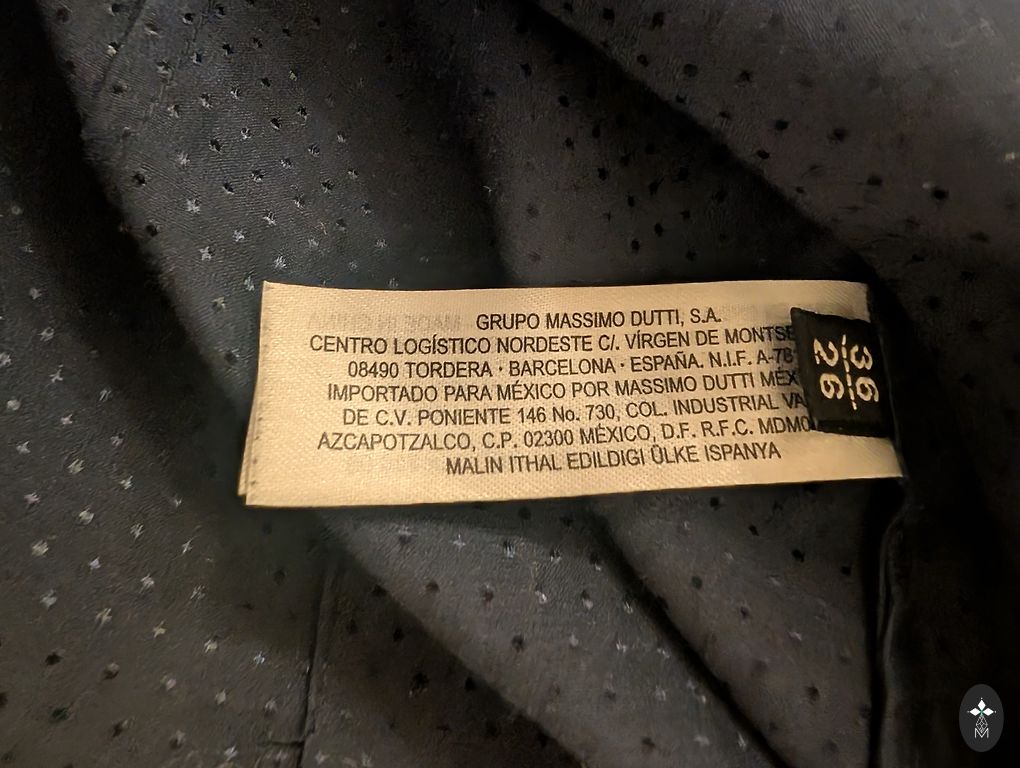 GRUPO MASSIMO DUTTI, S.A.
CENTRO LOGÍSTICO NORDESTE C/. VÍRGEN DE MONTSE
08490 TORDERA · BARCELONA · ESPAÑA. N.I.F. A-78
IMPORTADO PARA MÉXICO POR MASSIMO DUTTI MÉX
DE C.V. PONIENTE 146 No. 730, COL. INDUSTRIAL VA
AZCAPOTZALCO, C.P. 02300 MÉXICO, D.F. R.F.C. MDM0
MALIN ITHAL EDILDIGI ÜLKE ISPANYA
36
26
M